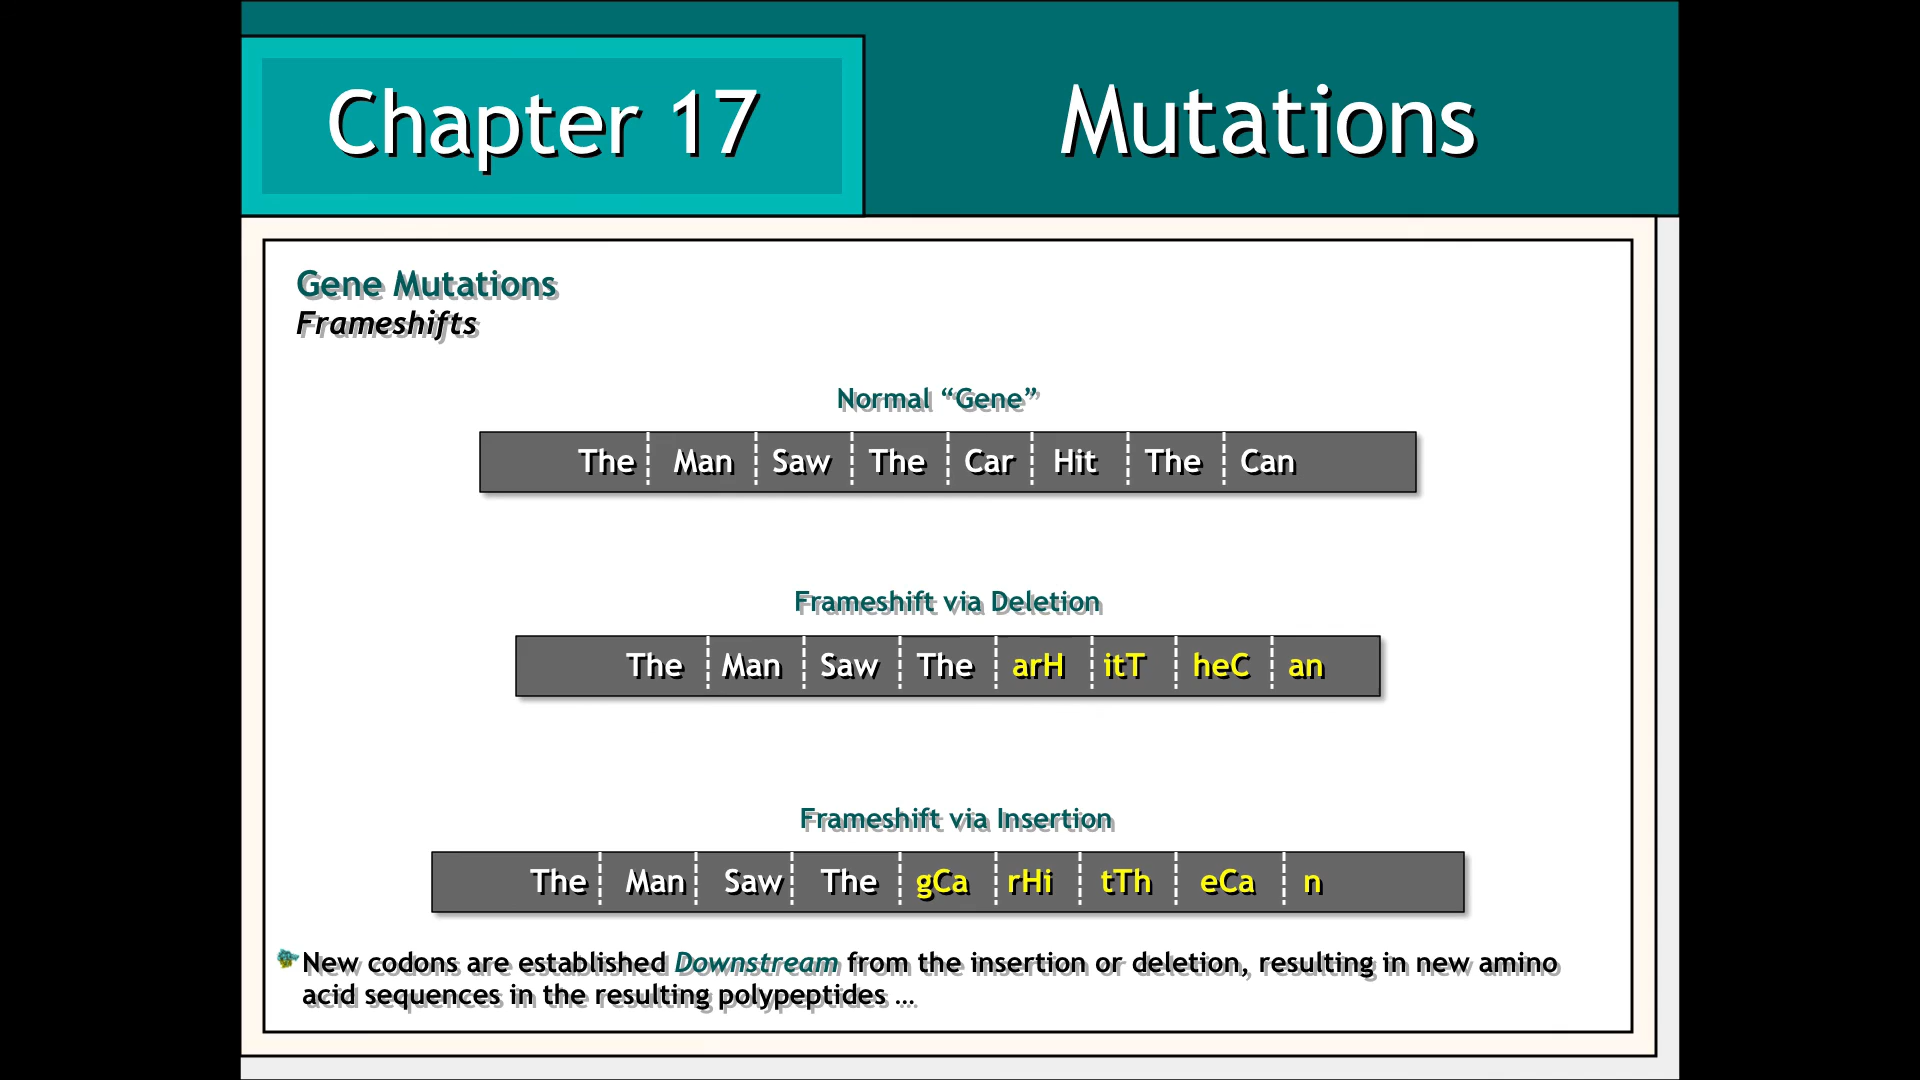 Chapter 17
Mutations
Gene Mutations
Frameshifts
Normal “Gene”
The Man Saw The Car Hit The Can
Frameshift via Deletion
The Man Saw The arH itT heC an
Frameshift via Insertion
The Man Saw The gCa rHi tTh eCa n
New codons are established Downstream from the insertion or deletion, resulting in new amino
acid sequences in the resulting polypeptides …